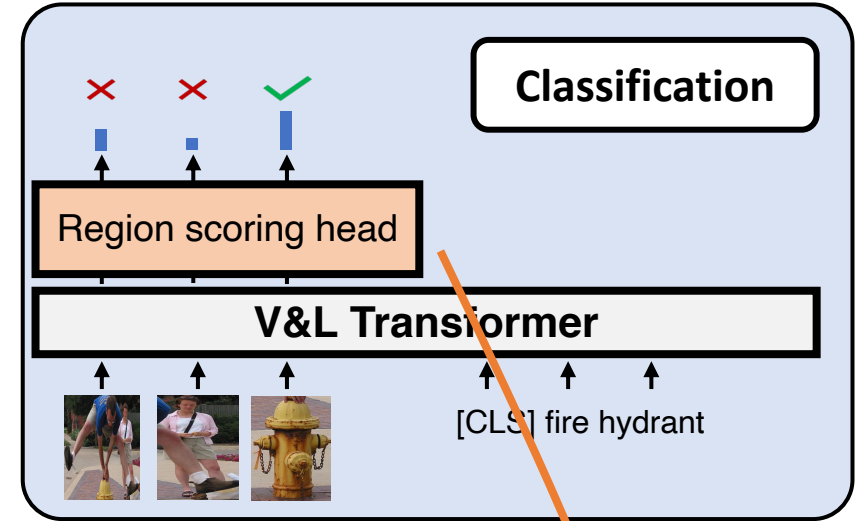 Classification
Region scoring head
V&L Transformer
[CLS] fire hydrant